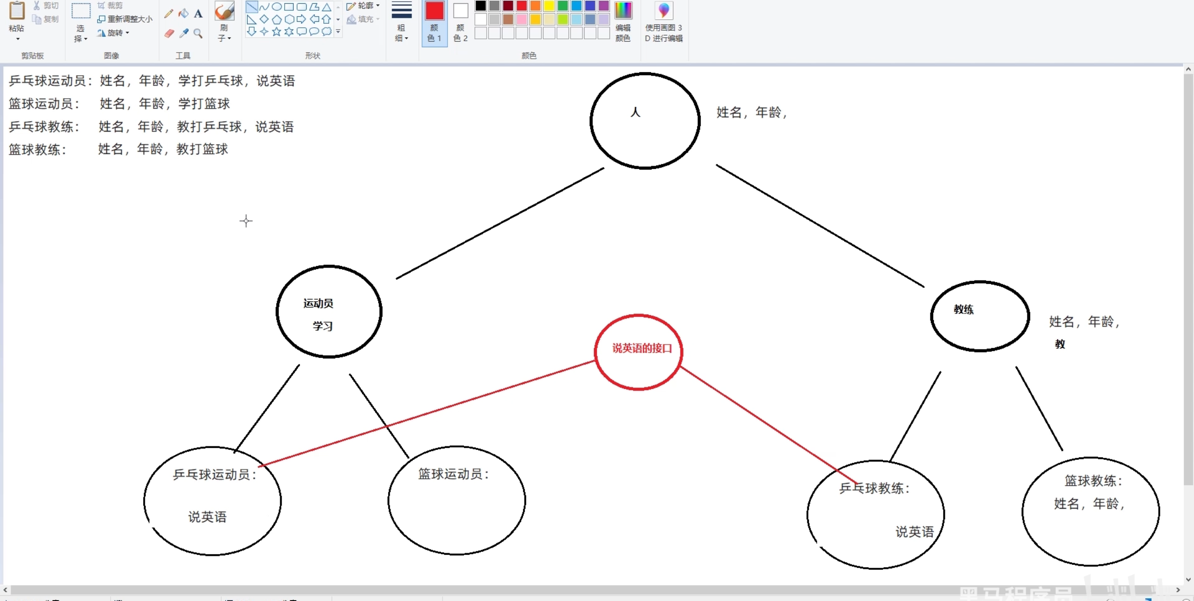 剪切
复制
粘贴
剪贴板
选
择
裁剪
重新调整大小
旋转
图像
A
工具
刷
子
轮廓
填充
形状
粗
细
颜
色 1
颜
色 2
编辑
颜色
颜色
使用画图 3
D 进行编辑
乒乓球运动员：姓名，年龄，学打乒乓球，说英语
篮球运动员： 姓名，年龄，学打篮球
乒乓球教练： 姓名，年龄，教打乒乓球，说英语
篮球教练： 姓名，年龄，教打篮球
人
姓名，年龄，
运动员
学习
说英语的接口
教练
姓名，年龄，
教
乒乓球运动员：
说英语
篮球运动员：
乒乓球教练：
说英语
篮球教练：
姓名，年龄，
黑马程序员